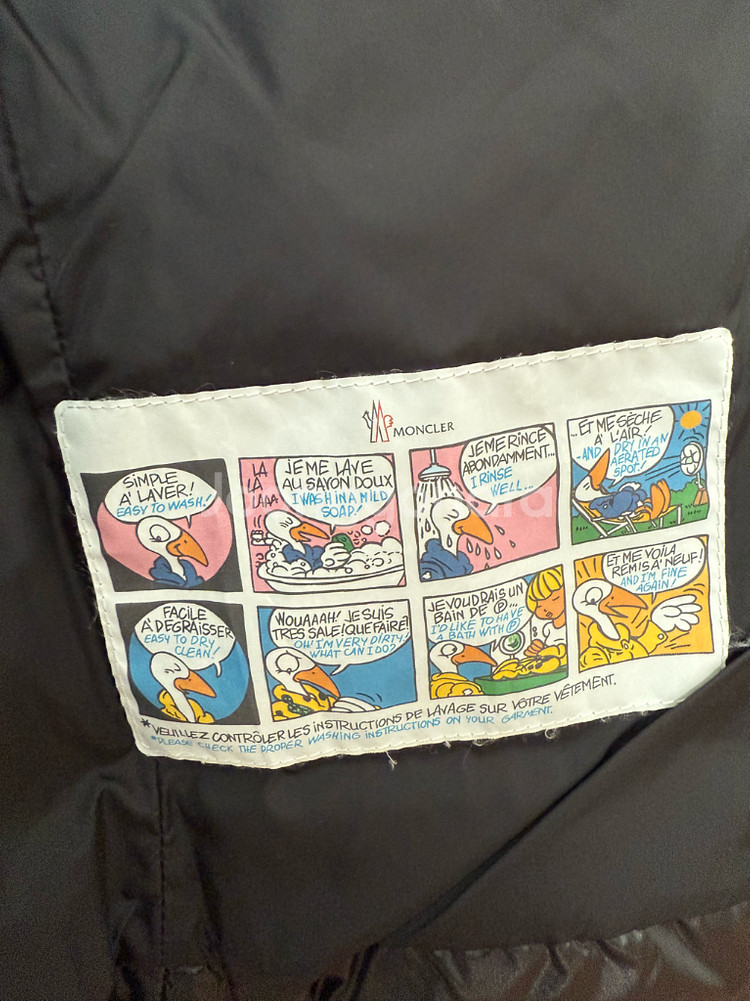 MONCLER
SIMPLE
A' LAVER!
EASY TO WASH!
LA
LA
LAAA
JE ME LAVE
AU SAVON DOUX
I WASH IN A MILD
SOAP!
JE ME RINCE
ABONDAMMENT...
I RINSE
WELL...
...ET ME SÈCHE
A' L'AIR!
-AND DRY IN AN
AERATED
SPOT!
FACILE
A' DÉGRAISSER
EASY TO DRY
CLEAN!
WOUAAAH! JE SUIS
TRES SALE! QUE FAIRE!
OH! I'M VERY DIRTY!
WHAT CAN I DO?
JE VOUDRAIS UN
BAIN DE Ⓟ...
I'D LIKE TO HAVE
A BATH WITH Ⓟ
ET ME VOILA
REMIS A' NEUF!
AND I'M FINE
AGAIN!
*VEUILLEZ CONTRÔLER LES INSTRUCTIONS DE LAVAGE SUR VÔTRE VÊTEMENT.
*PLEASE CHECK THE PROPER WASHING INSTRUCTIONS ON YOUR GARMENT.